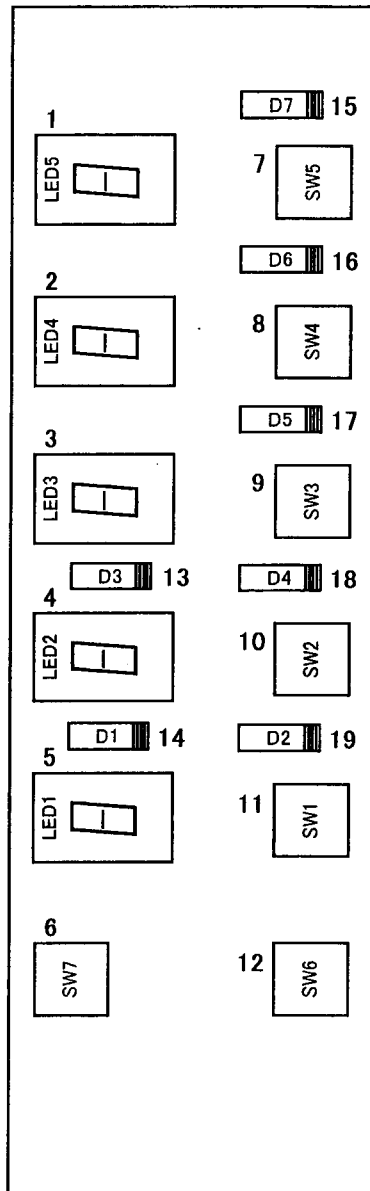 D7 15
1
LED5
7 SW5
D6 16
2
LED4
8 SW4
D5 17
3
LED3
9 SW3
D3 13
D4 18
4
LED2
10 SW2
D1 14
D2 19
5
LED1
11 SW1
6
SW7
12 SW6